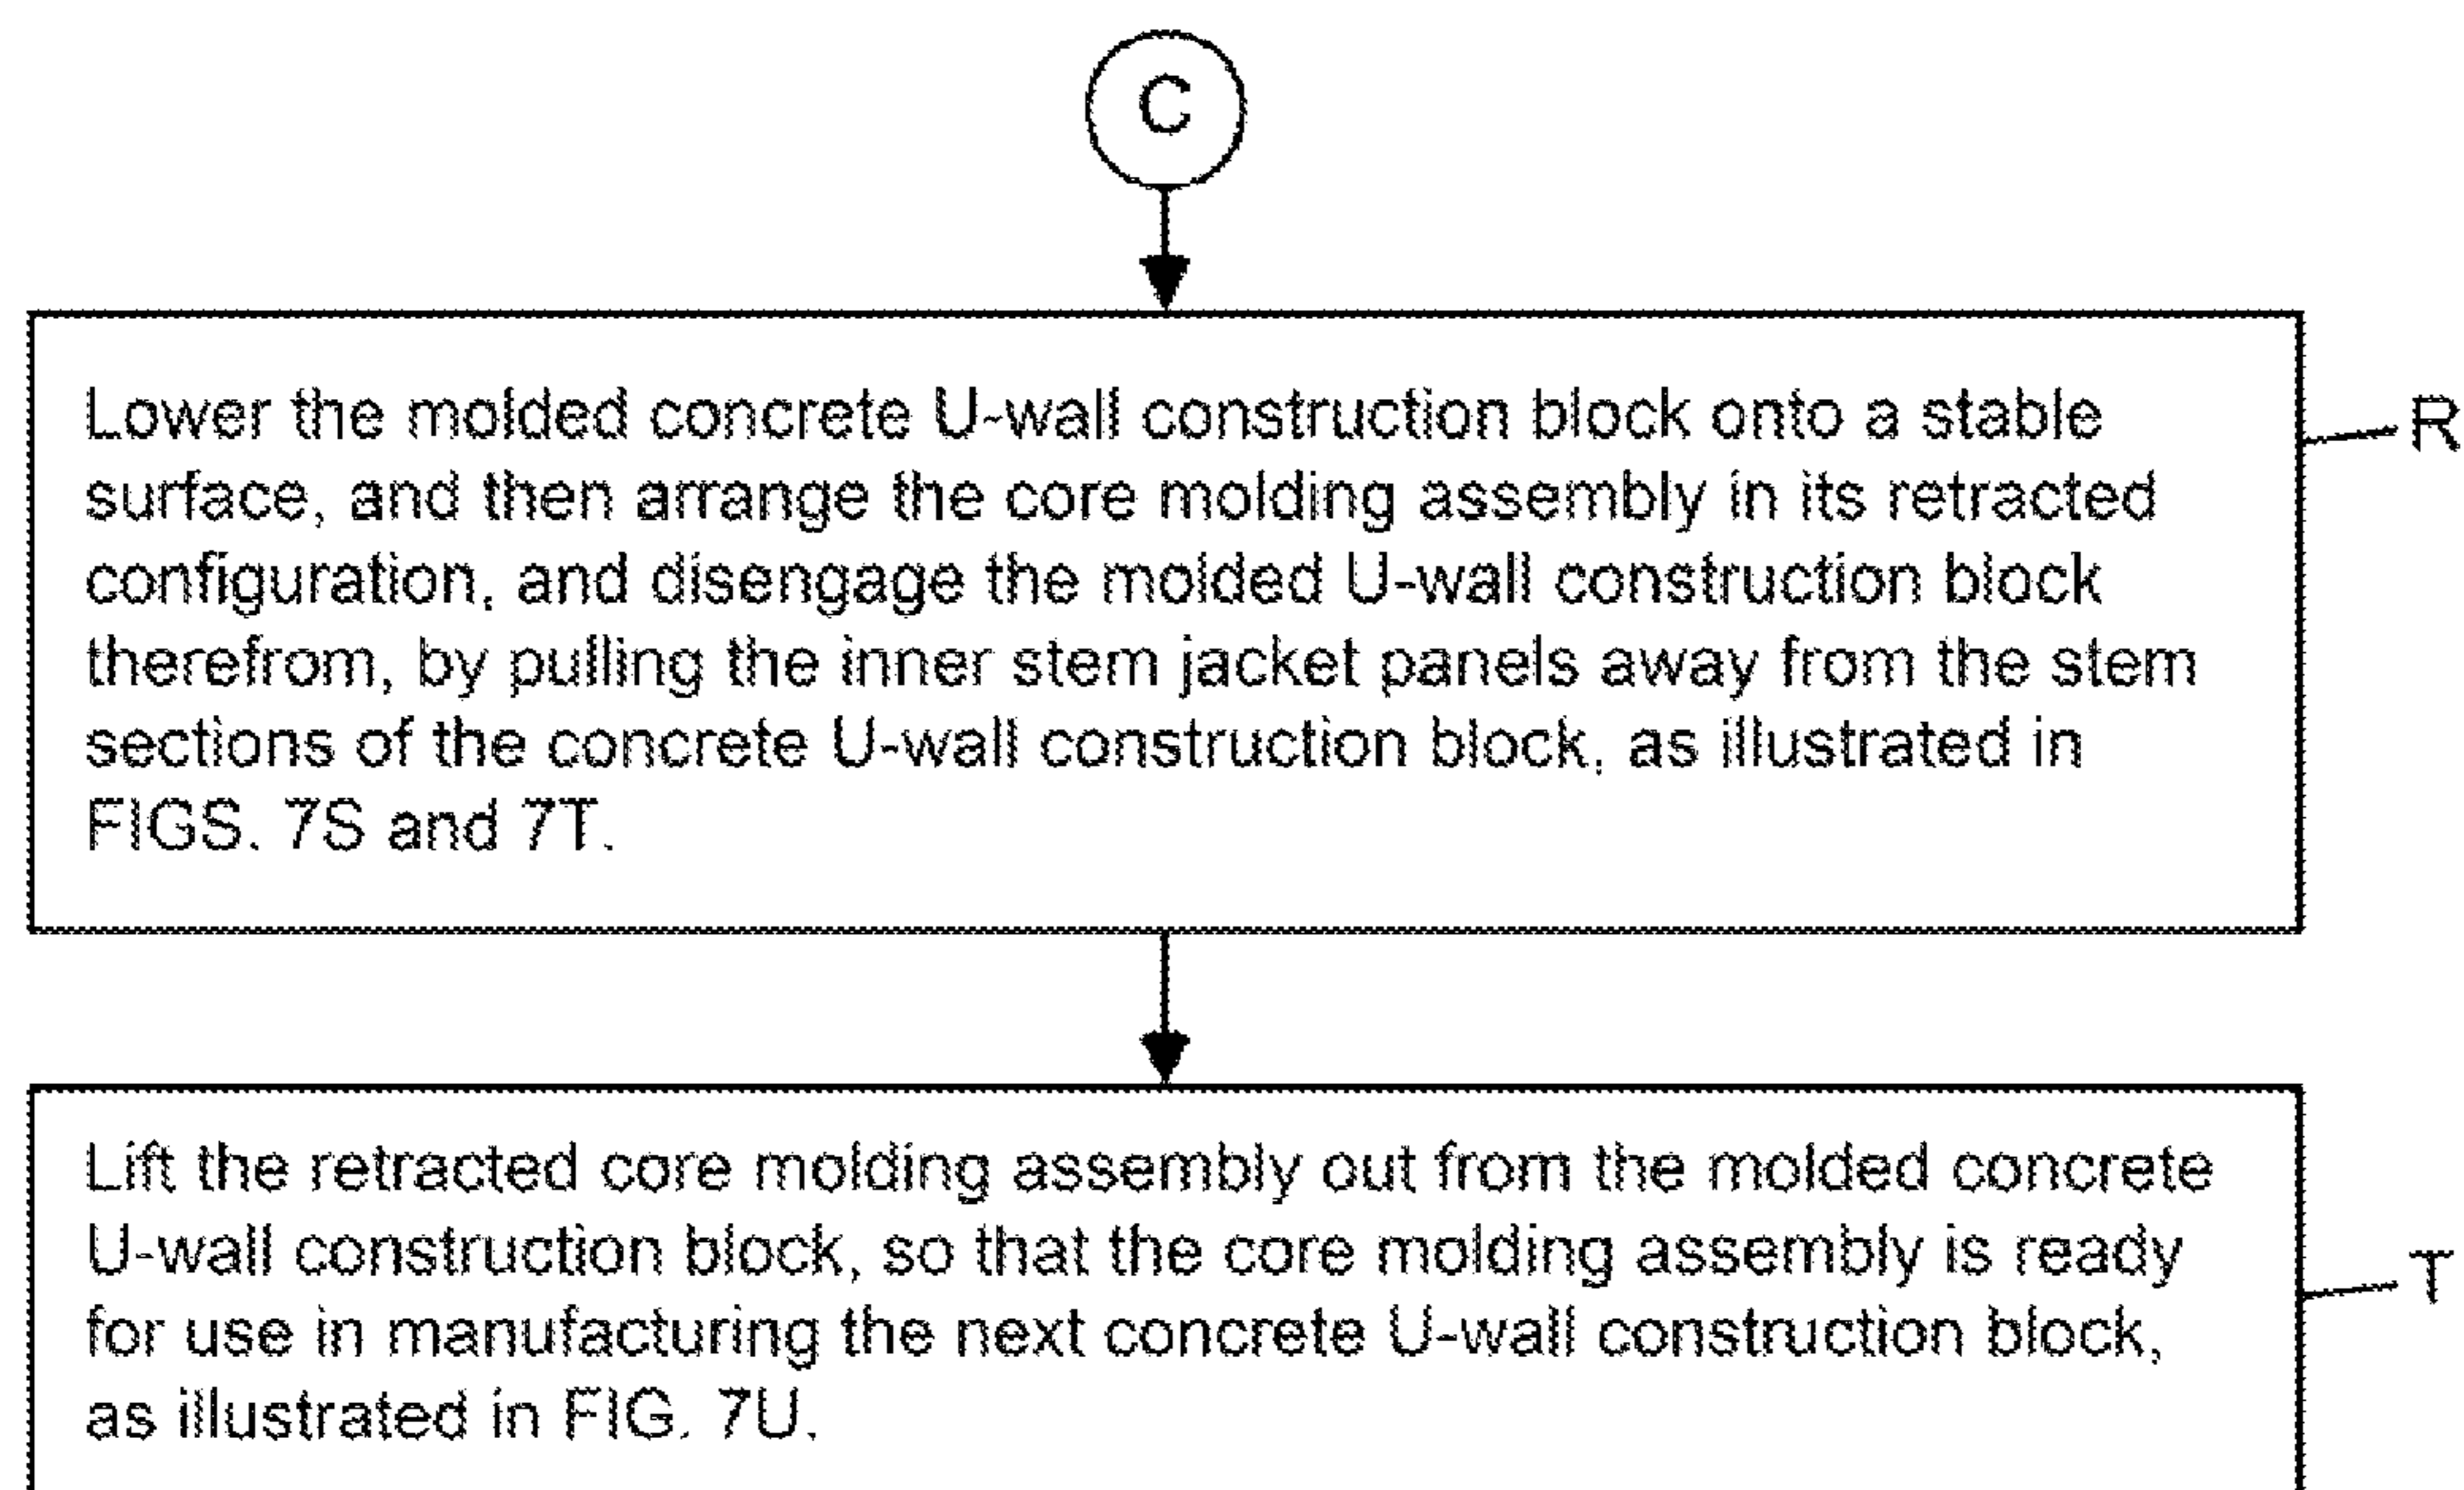 C
Lower the molded concrete U-wall construction block onto a stable
surface, and then arrange the core molding assembly in its retracted
configuration, and disengage the molded U-wall construction block
therefrom, by pulling the inner stem jacket panels away from the stem
sections of the concrete U-wall construction block, as illustrated in
FIGS. 7S and 7T.
R
Lift the retracted core molding assembly out from the molded concrete
U-wall construction block, so that the core molding assembly is ready
for use in manufacturing the next concrete U-wall construction block,
as illustrated in FIG. 7U.
T